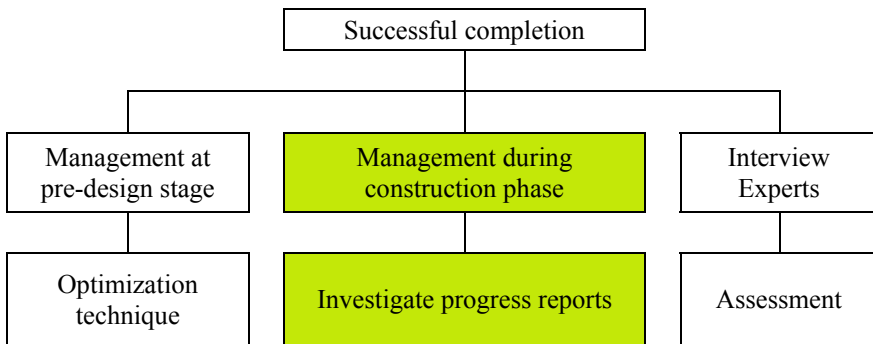 Successful completion
Management at
pre-design stage
Management during
construction phase
Interview
Experts
Optimization
technique
Investigate progress reports
Assessment